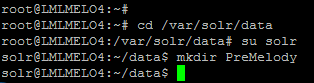 root@LMLMELO4:~#
root@LMLMELO4:~# cd /var/solr/data
root@LMLMELO4:/var/solr/data# su solr
solr@LMLMELO4:~/data$ mkdir PreMelody
solr@LMLMELO4:~/data$